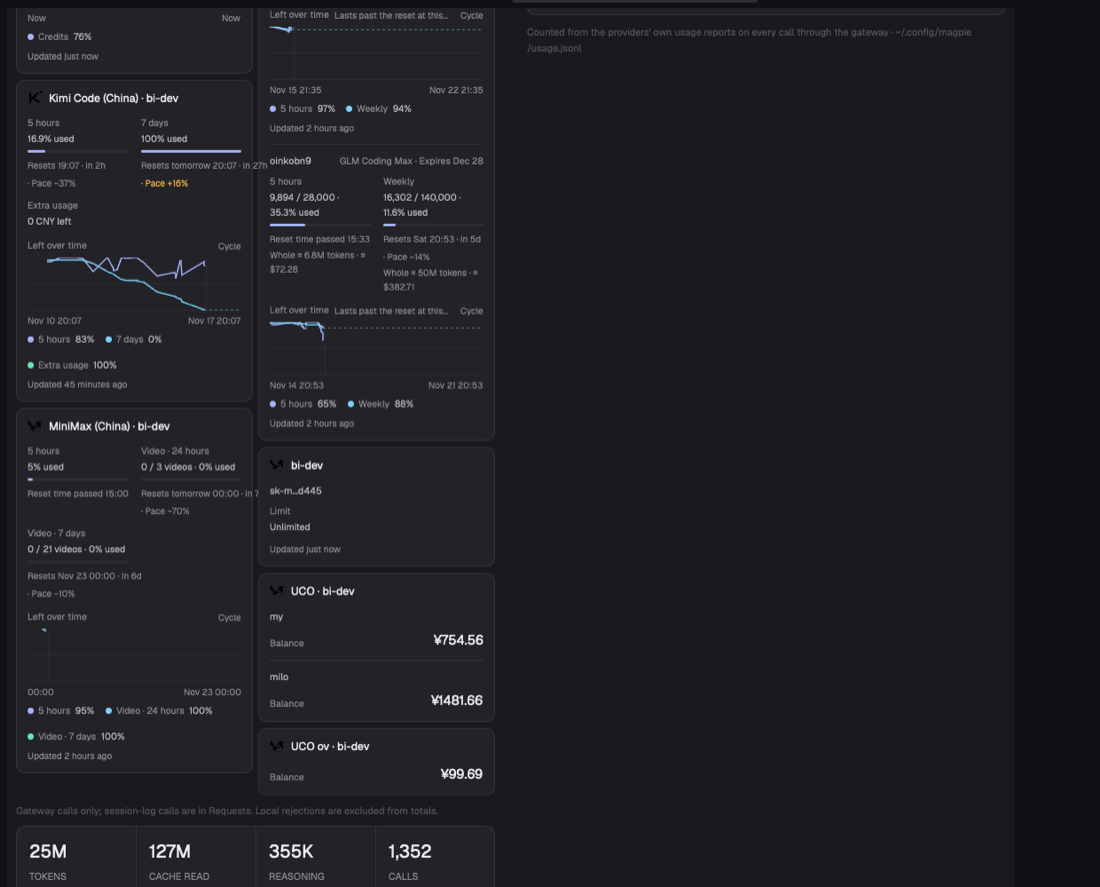 Now Now
Credits 76%
Updated just now
Kimi Code (China) · bi-dev
5 hours 7 days
16.9% used 100% used
Resets 19:07 · in 2h Resets tomorrow 20:07 · in 27h
· Pace −37% · Pace +16%
Extra usage
0 CNY left
Left over time Cycle
Nov 10 20:07 Nov 17 20:07
5 hours 83% 7 days 0%
Extra usage 100%
Updated 45 minutes ago
MiniMax (China) · bi-dev
5 hours Video · 24 hours
5% used 0 / 3 videos · 0% used
Reset time passed 15:00 Resets tomorrow 00:00 · in 7
· Pace −70%
Video · 7 days
0 / 21 videos · 0% used
Resets Nov 23 00:00 · in 6d
· Pace −10%
Left over time Cycle
00:00 Nov 23 00:00
5 hours 95% Video · 24 hours 100%
Video · 7 days 100%
Updated 2 hours ago
Left over time Lasts past the reset at this… Cycle
Nov 15 21:35 Nov 22 21:35
5 hours 97% Weekly 94%
Updated 2 hours ago
oinkobn9 GLM Coding Max · Expires Dec 28
5 hours Weekly
9,894 / 28,000 · 16,302 / 140,000 ·
35.3% used 11.6% used
Reset time passed 15:33 Resets Sat 20:53 · in 5d
Whole ≈ 6.8M tokens · ≈ · Pace −14%
$72.28 Whole ≈ 50M tokens · ≈
$382.71
Left over time Lasts past the reset at this… Cycle
Nov 14 20:53 Nov 21 20:53
5 hours 65% Weekly 88%
Updated 2 hours ago
bi-dev
sk-m…d445
Limit
Unlimited
Updated just now
UCO · bi-dev
my
Balance ¥754.56
milo
Balance ¥1481.66
UCO ov · bi-dev
Balance ¥99.69
Gateway calls only; session-log calls are in Requests. Local rejections are excluded from totals.
25M 127M 355K 1,352
TOKENS CACHE READ REASONING CALLS
Counted from the providers' own usage reports on every call through the gateway · ~/.config/magpie
/usage.jsonl